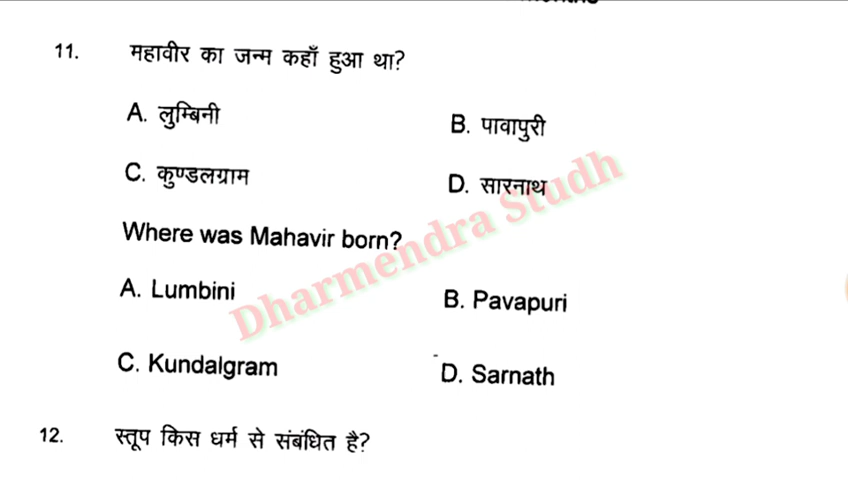 11. महावीर का जन्म कहाँ हुआ था?
A. लुम्बिनी B. पावापुरी
C. कुण्डलग्राम D. सारनाथ
Where was Mahavir born?
A. Lumbini B. Pavapuri
C. Kundalgram D. Sarnath
12. स्तूप किस धर्म से संबंधित है?
Dharmendra Studh